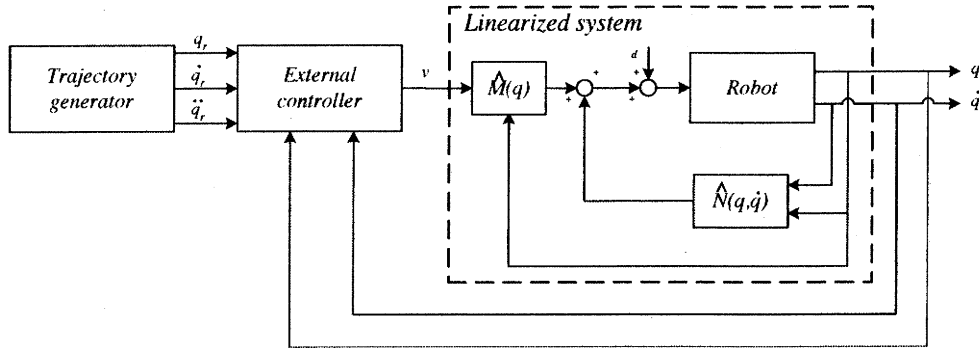 Linearized system
Trajectory
generator
q_r
q̇_r
q̈_r
External
controller
v
M̂(q)
+
+
+
+
d
Robot
q
q̇
N̂(q,q̇)